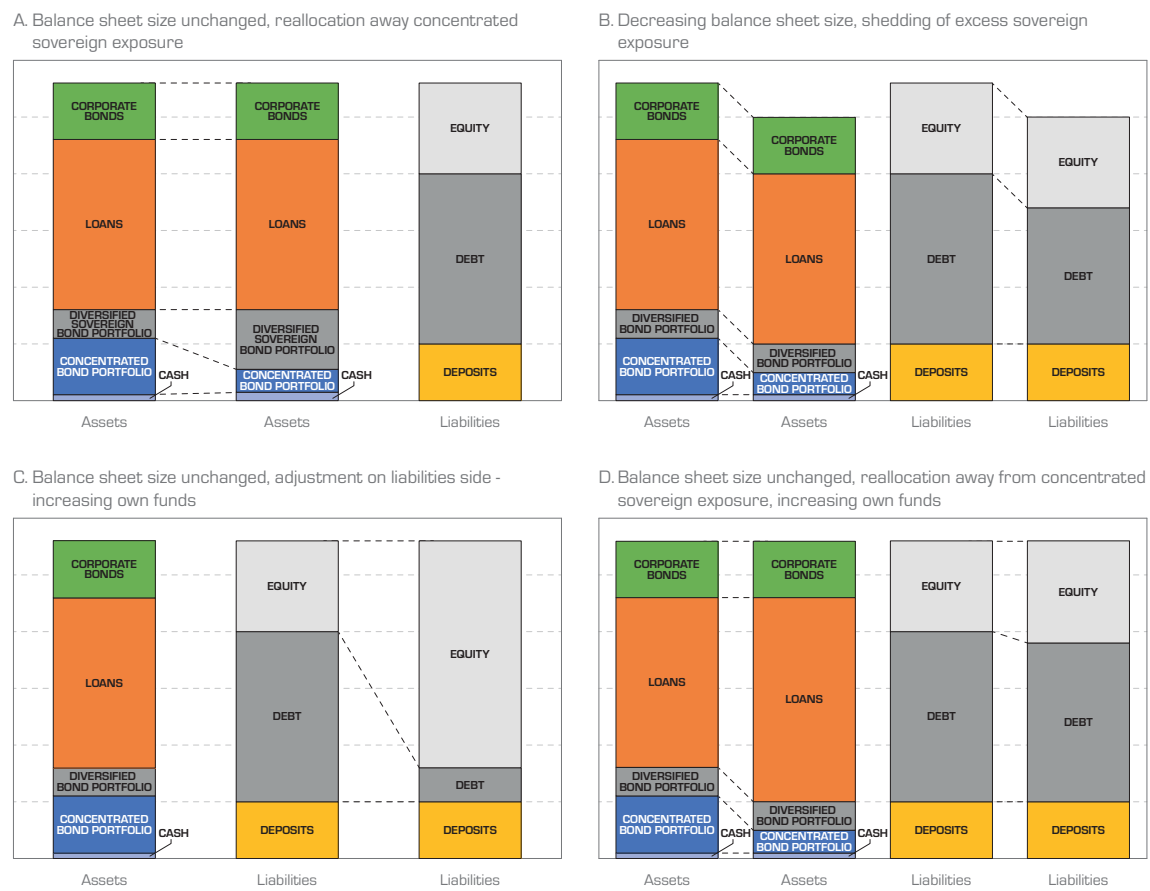 A. Balance sheet size unchanged, reallocation away concentrated
sovereign exposure
CORPORATE
BONDS
LOANS
DIVERSIFIED
SOVEREIGN
BOND PORTFOLIO
CONCENTRATED
BOND PORTFOLIO
CASH
Assets
CORPORATE
BONDS
LOANS
DIVERSIFIED
SOVEREIGN
BOND PORTFOLIO
CONCENTRATED
BOND PORTFOLIO
CASH
Assets
EQUITY
DEBT
DEPOSITS
Liabilities
B. Decreasing balance sheet size, shedding of excess sovereign
exposure
CORPORATE
BONDS
LOANS
DIVERSIFIED
BOND PORTFOLIO
CONCENTRATED
BOND PORTFOLIO
CASH
Assets
CORPORATE
BONDS
LOANS
DIVERSIFIED
BOND PORTFOLIO
CONCENTRATED
BOND PORTFOLIO
CASH
Assets
EQUITY
DEBT
DEPOSITS
Liabilities
EQUITY
DEBT
DEPOSITS
Liabilities
C. Balance sheet size unchanged, adjustment on liabilities side -
increasing own funds
CORPORATE
BONDS
LOANS
DIVERSIFIED
BOND PORTFOLIO
CONCENTRATED
BOND PORTFOLIO
CASH
Assets
EQUITY
DEBT
DEPOSITS
Liabilities
EQUITY
DEBT
DEPOSITS
Liabilities
D. Balance sheet size unchanged, reallocation away from concentrated
sovereign exposure, increasing own funds
CORPORATE
BONDS
LOANS
DIVERSIFIED
BOND PORTFOLIO
CONCENTRATED
BOND PORTFOLIO
CASH
Assets
CORPORATE
BONDS
LOANS
DIVERSIFIED
BOND PORTFOLIO
CONCENTRATED
BOND PORTFOLIO
CASH
Assets
EQUITY
DEBT
DEPOSITS
Liabilities
EQUITY
DEBT
DEPOSITS
Liabilities